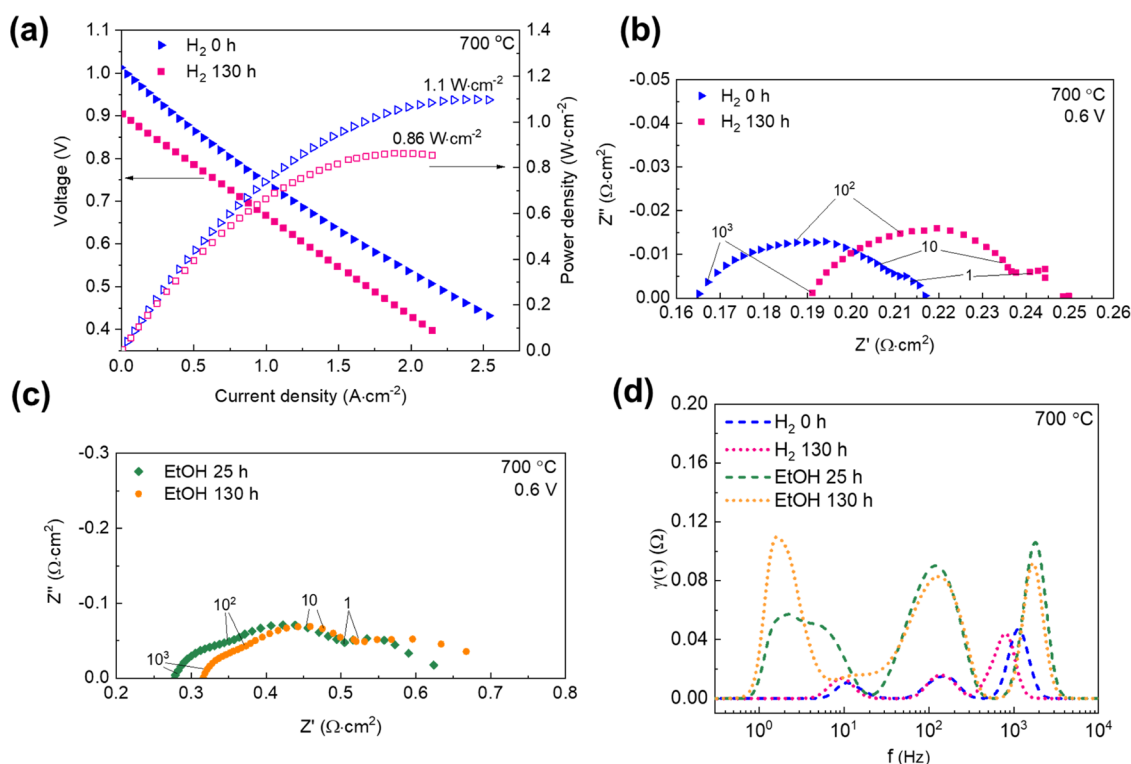 (a)
H₂ 0 h
H₂ 130 h
700 °C
1.1 W·cm⁻²
0.86 W·cm⁻²
1.0
0.9
0.8
0.7
0.6
0.5
0.4
Voltage (V)
1.4
1.2
1.0
0.8
0.6
0.4
0.2
0.0
Power density (W·cm⁻²)
0.0 0.5 1.0 1.5 2.0 2.5
Current density (A·cm⁻²)
(b)
H₂ 0 h
H₂ 130 h
700 °C
0.6 V
10³
10²
10
1
-0.05
-0.04
-0.03
-0.02
-0.01
0.00
Z'' (Ω·cm²)
0.16 0.17 0.18 0.19 0.20 0.21 0.22 0.23 0.24 0.25 0.26
Z' (Ω·cm²)
(c)
EtOH 25 h
EtOH 130 h
700 °C
0.6 V
10³
10²
10
1
-0.3
-0.2
-0.1
0.0
Z'' (Ω·cm²)
0.2 0.3 0.4 0.5 0.6 0.7 0.8
Z' (Ω·cm²)
(d)
H₂ 0 h
H₂ 130 h
EtOH 25 h
EtOH 130 h
700 °C
0.20
0.16
0.12
0.08
0.04
0.00
γ(τ) (Ω)
10⁰ 10¹ 10² 10³ 10⁴
f (Hz)